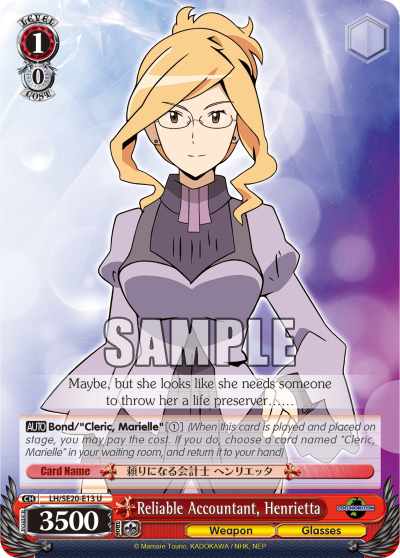 LEVEL
1
0
COST
SAMPLE
Maybe, but she looks like she needs someone
to throw her a life preserver……
AUTO Bond/"Cleric, Marielle" [①] (When this card is played and placed on
stage, you may pay the cost. If you do, choose a card named "Cleric,
Marielle" in your waiting room, and return it to your hand)
Card Name 頼りになる会計士 ヘンリエッタ
CH LH/SE20-E13 U
Reliable Accountant, Henrietta
POWER 3500 SOUL
Weapon Glasses
© Mamare Touno, KADOKAWA / NHK, NEP